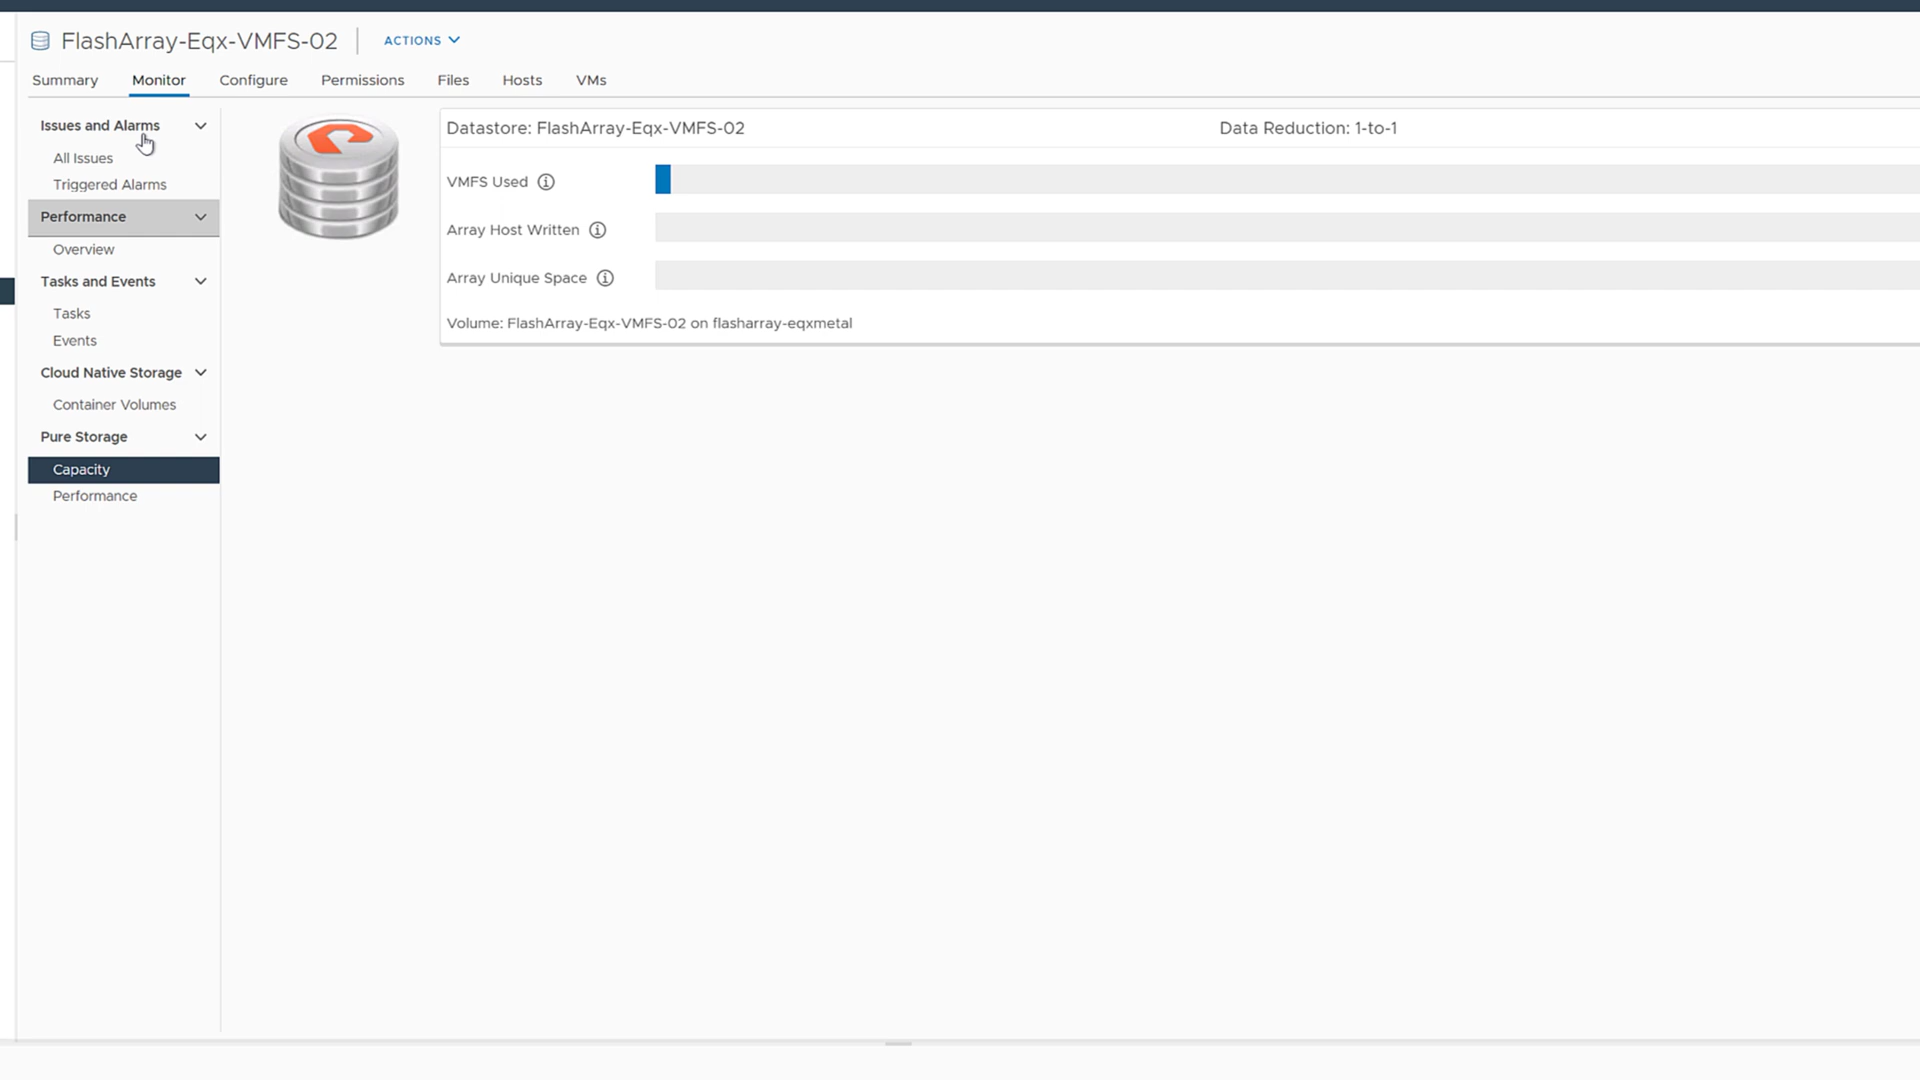 FlashArray-Eqx-VMFS-02
ACTIONS
Summary Monitor Configure Permissions Files Hosts VMs
Issues and Alarms
All Issues
Triggered Alarms
Performance
Overview
Tasks and Events
Tasks
Events
Cloud Native Storage
Container Volumes
Pure Storage
Capacity
Performance
Datastore: FlashArray-Eqx-VMFS-02 Data Reduction: 1-to-1
VMFS Used
Array Host Written
Array Unique Space
Volume: FlashArray-Eqx-VMFS-02 on flasharray-eqxmetal